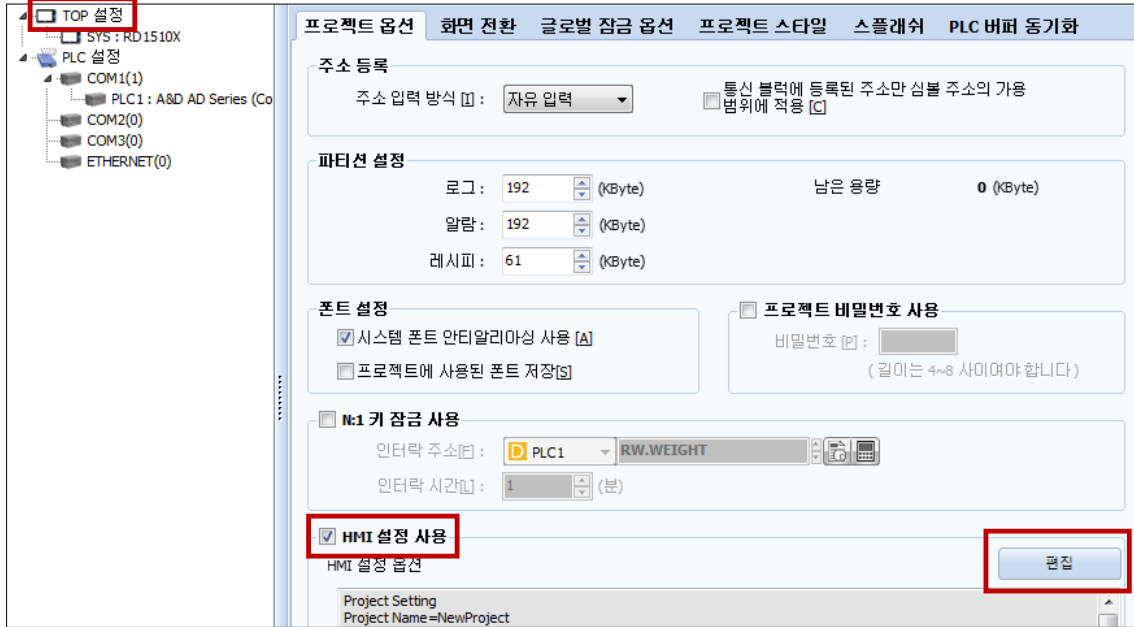 TOP 설정
SYS : RD1510X
PLC 설정
COM1(1)
PLC1 : A&D AD Series (Co
COM2(0)
COM3(0)
ETHERNET(0)
프로젝트 옵션 화면 전환 글로벌 잠금 옵션 프로젝트 스타일 스플래쉬 PLC 버퍼 동기화
주소 등록
주소 입력 방식 [I] : 자유 입력
통신 블럭에 등록된 주소만 심볼 주소의 가용
범위에 적용 [C]
파티션 설정
로그 : 192 (KByte) 남은 용량 0 (KByte)
알람 : 192 (KByte)
레시피 : 61 (KByte)
폰트 설정
시스템 폰트 안티알리아싱 사용 [A]
프로젝트에 사용된 폰트 저장[S]
프로젝트 비밀번호 사용
비밀번호 [P] :
( 길이는 4~8 사이여야 합니다 )
N:1 키 잠금 사용
인터락 주소[F] : D PLC1 RW.WEIGHT
인터락 시간[L] : 1 (분)
HMI 설정 사용
HMI 설정 옵션
편집
Project Setting
Project Name=NewProject